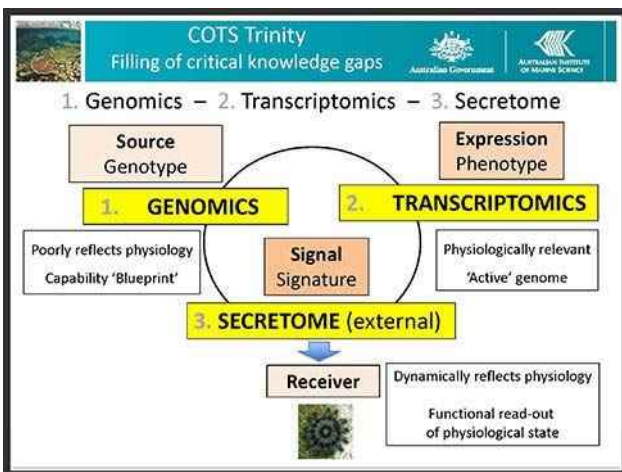 COTS Trinity
Filling of critical knowledge gaps
Australian Government
AUSTRALIAN INSTITUTE
OF MARINE SCIENCE
1. Genomics – 2. Transcriptomics – 3. Secretome
Source
Genotype
Expression
Phenotype
1. GENOMICS
2. TRANSCRIPTOMICS
Poorly reflects physiology
Capability ‘Blueprint’
Signal
Signature
Physiologically relevant
‘Active’ genome
3. SECRETOME (external)
Receiver
Dynamically reflects physiology
Functional read-out
of physiological state